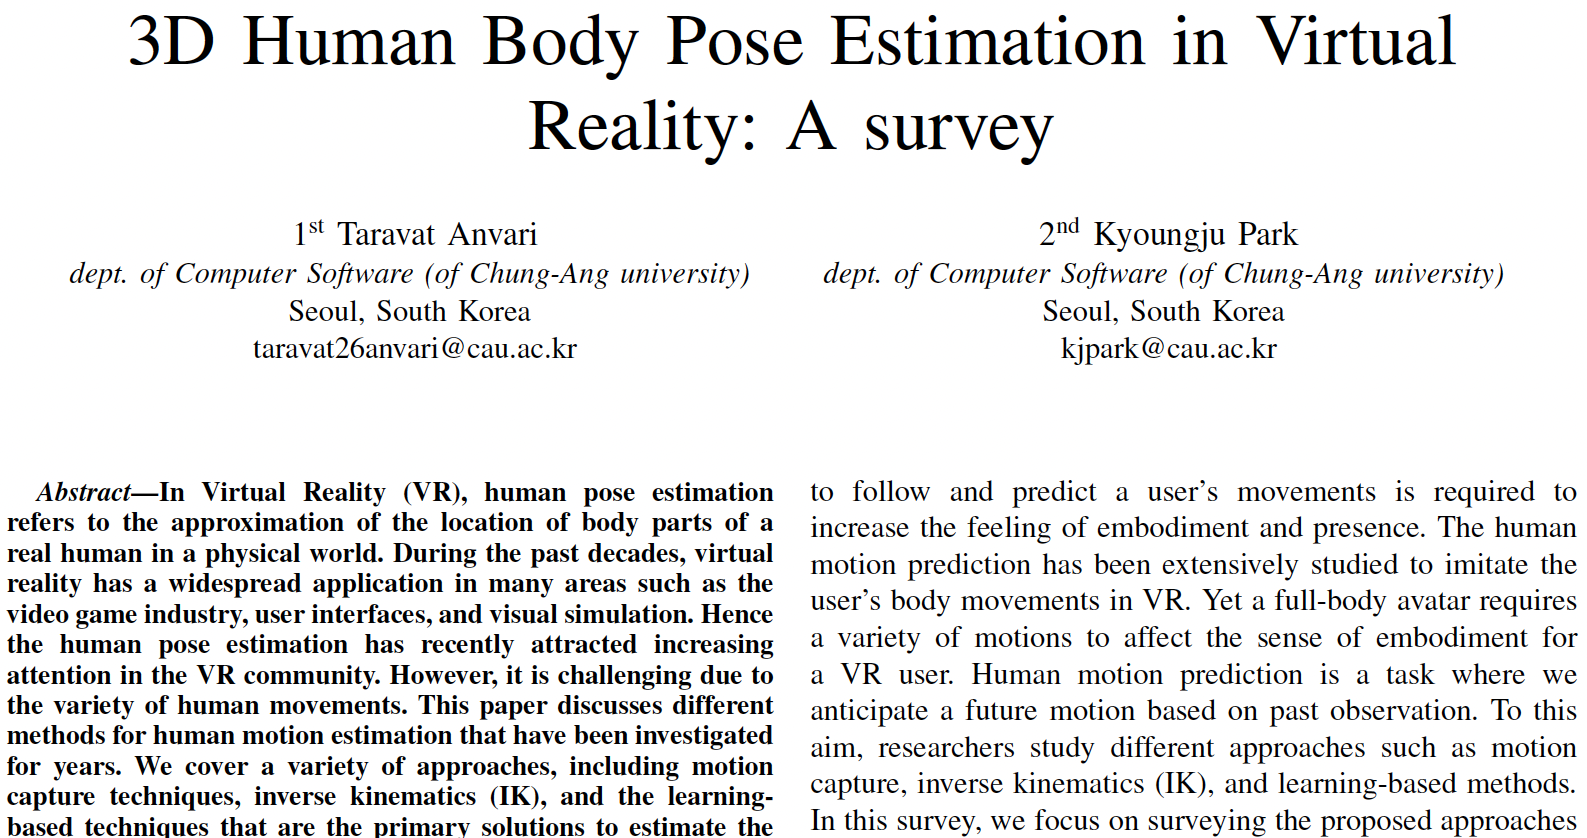 3D Human Body Pose Estimation in Virtual
Reality: A survey
1st Taravat Anvari
dept. of Computer Software (of Chung-Ang university)
Seoul, South Korea
taravat26anvari@cau.ac.kr
2nd Kyoungju Park
dept. of Computer Software (of Chung-Ang university)
Seoul, South Korea
kjpark@cau.ac.kr
Abstract—In Virtual Reality (VR), human pose estimation
refers to the approximation of the location of body parts of a
real human in a physical world. During the past decades, virtual
reality has a widespread application in many areas such as the
video game industry, user interfaces, and visual simulation. Hence
the human pose estimation has recently attracted increasing
attention in the VR community. However, it is challenging due to
the variety of human movements. This paper discusses different
methods for human motion estimation that have been investigated
for years. We cover a variety of approaches, including motion
capture techniques, inverse kinematics (IK), and the learning-
based techniques that are the primary solutions to estimate the
to follow and predict a user's movements is required to
increase the feeling of embodiment and presence. The human
motion prediction has been extensively studied to imitate the
user's body movements in VR. Yet a full-body avatar requires
a variety of motions to affect the sense of embodiment for
a VR user. Human motion prediction is a task where we
anticipate a future motion based on past observation. To this
aim, researchers study different approaches such as motion
capture, inverse kinematics (IK), and learning-based methods.
In this survey, we focus on surveying the proposed approaches